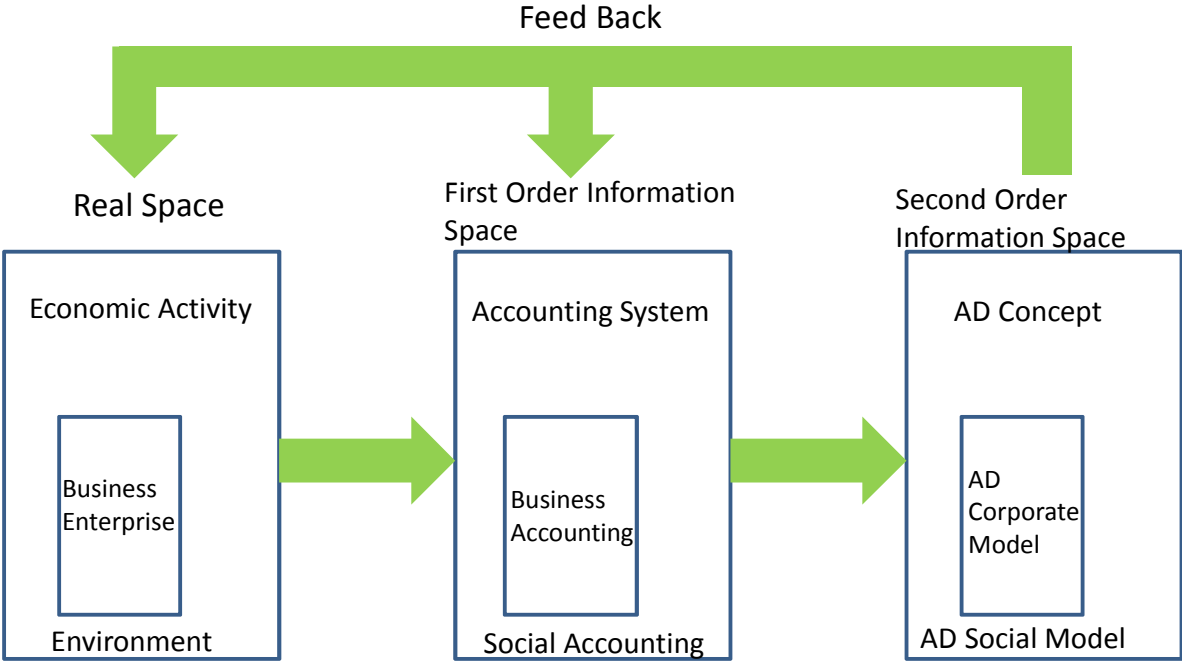 Feed Back
Real Space
First Order Information
Space
Second Order
Information Space
Economic Activity
Accounting System
AD Concept
Business
Enterprise
Business
Accounting
AD
Corporate
Model
Environment
Social Accounting
AD Social Model